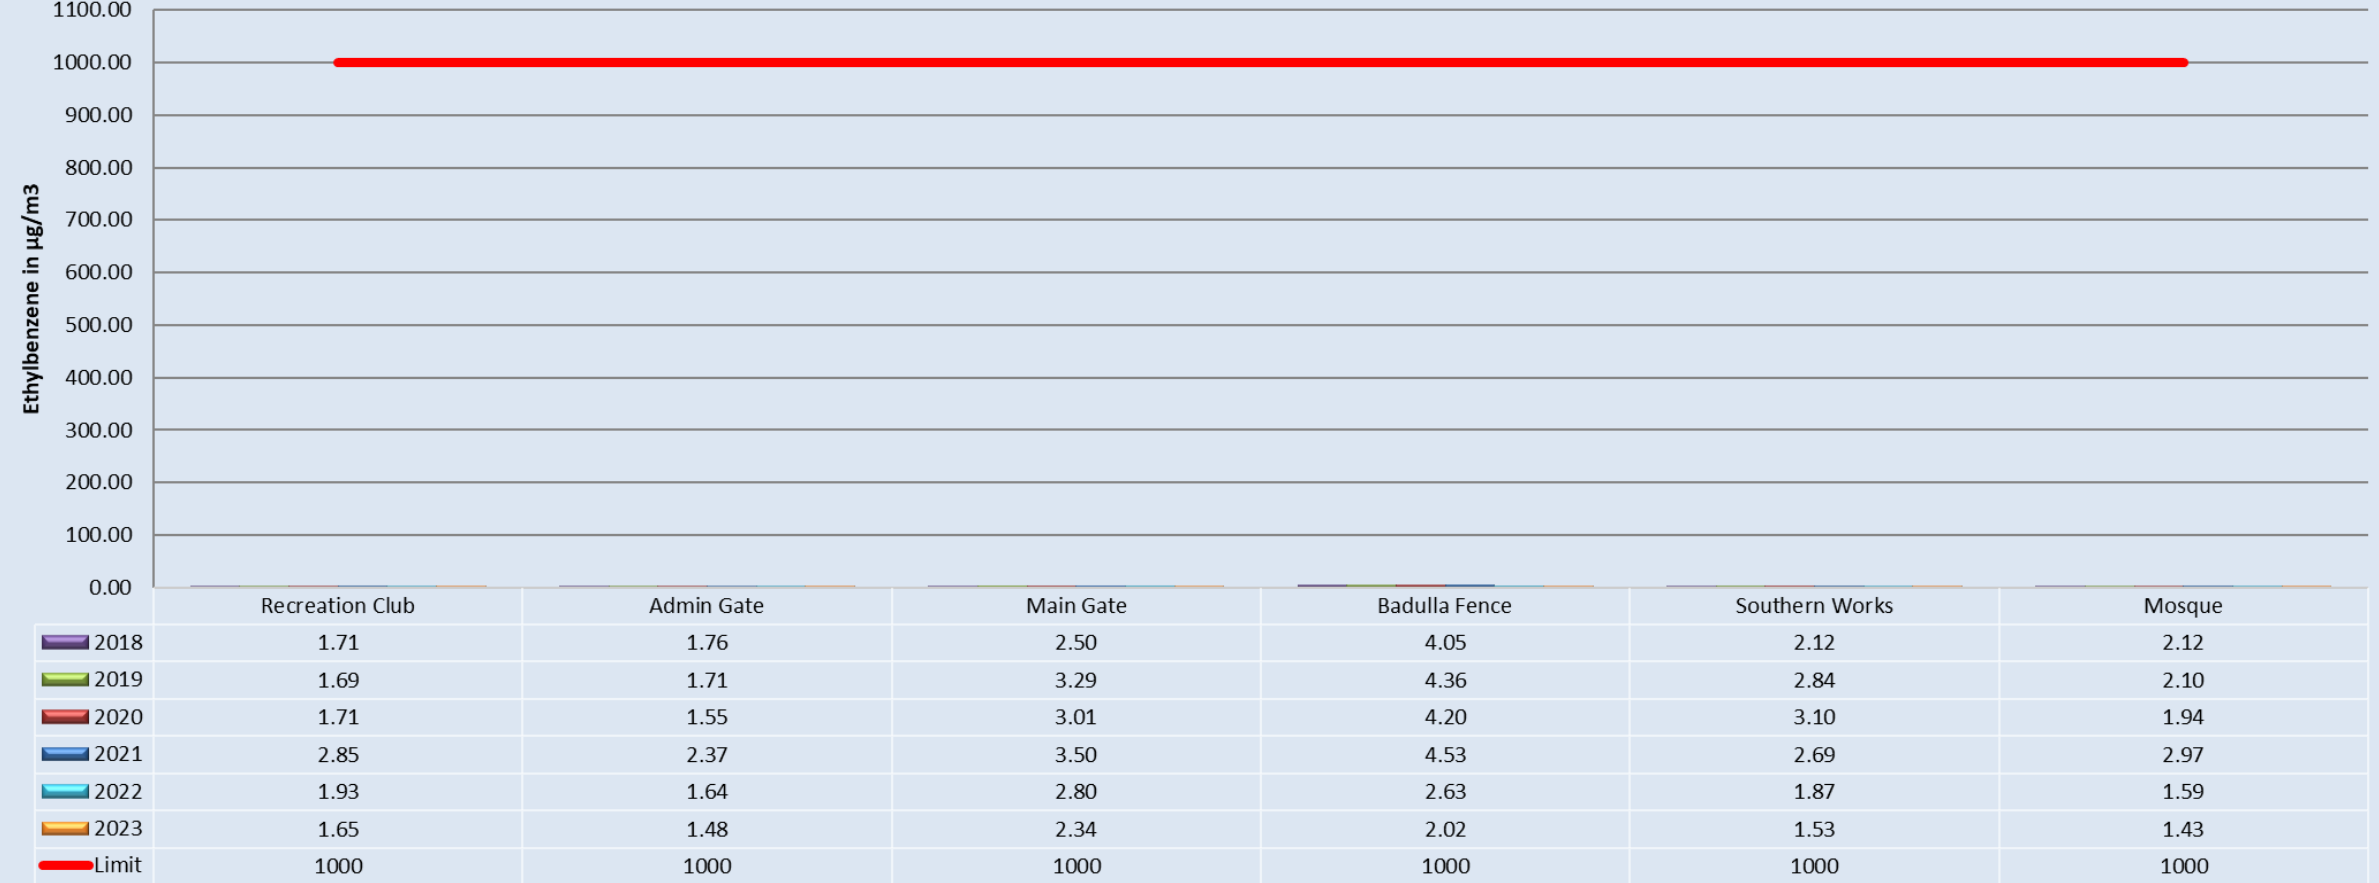 Ethylbenzene in µg/m3
1100.00
1000.00
900.00
800.00
700.00
600.00
500.00
400.00
300.00
200.00
100.00
0.00
Recreation Club Admin Gate Main Gate Badulla Fence Southern Works Mosque
2018 1.71 1.76 2.50 4.05 2.12 2.12
2019 1.69 1.71 3.29 4.36 2.84 2.10
2020 1.71 1.55 3.01 4.20 3.10 1.94
2021 2.85 2.37 3.50 4.53 2.69 2.97
2022 1.93 1.64 2.80 2.63 1.87 1.59
2023 1.65 1.48 2.34 2.02 1.53 1.43
Limit 1000 1000 1000 1000 1000 1000